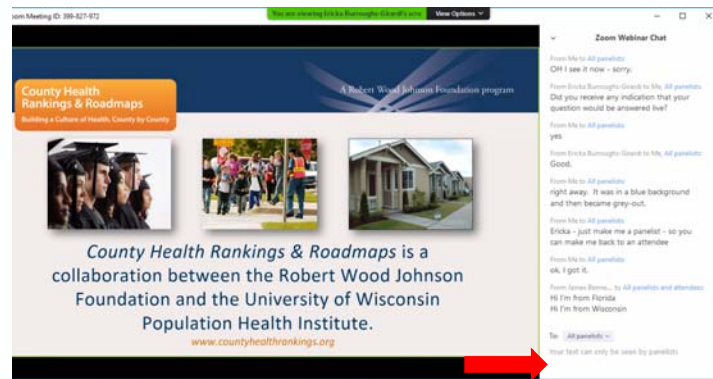 oom Meeting ID: 399-827-972
You are viewing Ericka Burroughs-Girardi's
View Options
Zoom Webinar Chat
County Health
Rankings & Roadmaps
Building a Culture of Health, County by County
A Robert Wood Johnson Foundation program
County Health Rankings & Roadmaps is a
collaboration between the Robert Wood Johnson
Foundation and the University of Wisconsin
Population Health Institute.
www.countyhealthrankings.org
From Me to All panelists:
OH I see it now - sorry.
From Ericka Burroughs-Girardi to Me, All panelists:
Did you receive any indication that your
question would be answered live?
From Me to All panelists:
yes
From Ericka Burroughs-Girardi to Me, All panelists:
Good.
From Me to All panelists:
right away. It was in a blue background
and then became grey-out.
From Me to All panelists:
Ericka - just make me a panelist - so you
can make me back to an attendee
From Me to All panelists:
ok, I got it.
From James to All panelists and attendees:
Hi I'm from Florida
Hi I'm from Wisconsin
To: All panelists
Your text can only be seen by panelists